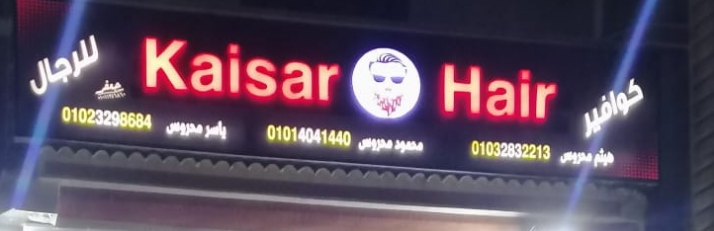 كوافير
Kaisar Hair
للرجال
هيثم محروس 01032832213
محمود محروس 01014041440
ياسر محروس 01023298684